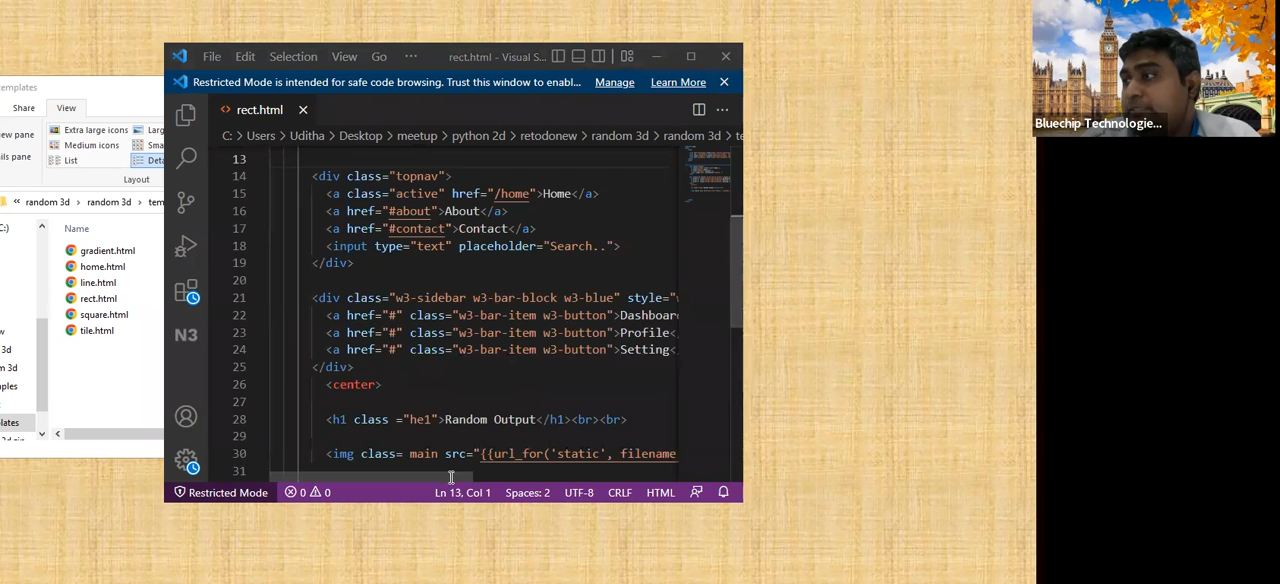 templates
Share
View
Extra large icons
Medium icons
List
Layout
random 3d
random 3d
Name
gradient.html
home.html
line.html
rect.html
square.html
tile.html
File Edit Selection View Go ··· rect.html - Visual S...
Restricted Mode is intended for safe code browsing. Trust this window to enabl... Manage Learn More
rect.html
C: > Users > Uditha > Desktop > meetup > python 2d > retodonew > random 3d > random 3d > te
13
14 <div class="topnav">
15 <a class="active" href="/home">Home</a>
16 <a href="#about">About</a>
17 <a href="#contact">Contact</a>
18 <input type="text" placeholder="Search..">
19 </div>
20
21 <div class="w3-sidebar w3-bar-block w3-blue" style="
22 <a href="#" class="w3-bar-item w3-button">Dashboar
23 <a href="#" class="w3-bar-item w3-button">Profile<
24 <a href="#" class="w3-bar-item w3-button">Setting<
25 </div>
26 <center>
27
28 <h1 class ="he1">Random Output</h1><br><br>
29
30 <img class= main src="{{url_for('static', filename
31
N3
Restricted Mode 0 0 Ln 13, Col 1 Spaces: 2 UTF-8 CRLF HTML
Bluechip Technologie...